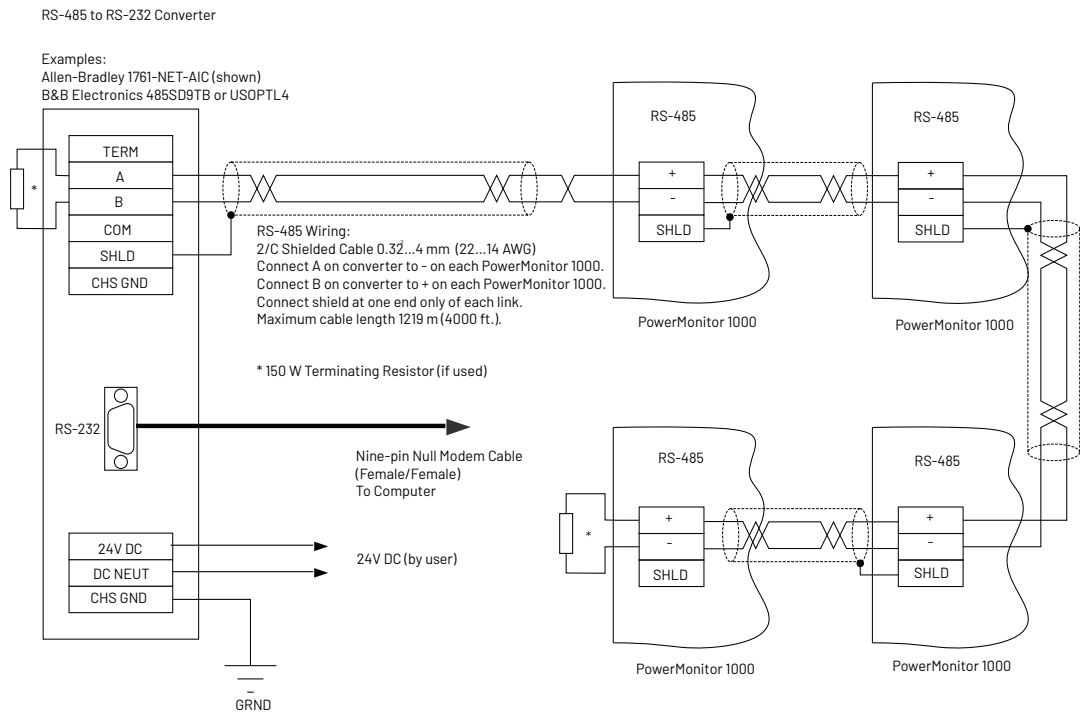 RS-485 to RS-232 Converter
Examples:
Allen-Bradley 1761-NET-AIC (shown)
B&B Electronics 485SD9TB or USOPTL4
TERM
A
B
COM
SHLD
CHS GND
*
RS-485 Wiring:
2/C Shielded Cable 0.32...4 mm (22...14 AWG)
Connect A on converter to - on each PowerMonitor 1000.
Connect B on converter to + on each PowerMonitor 1000.
Connect shield at one end only of each link.
Maximum cable length 1219 m (4000 ft.).
* 150 W Terminating Resistor (if used)
RS-485
+
-
SHLD
PowerMonitor 1000
RS-485
+
-
SHLD
PowerMonitor 1000
RS-232
Nine-pin Null Modem Cable
(Female/Female)
To Computer
24V DC
DC NEUT
CHS GND
24V DC (by user)
GRND
RS-485
+
-
SHLD
*
PowerMonitor 1000
RS-485
+
-
SHLD
PowerMonitor 1000